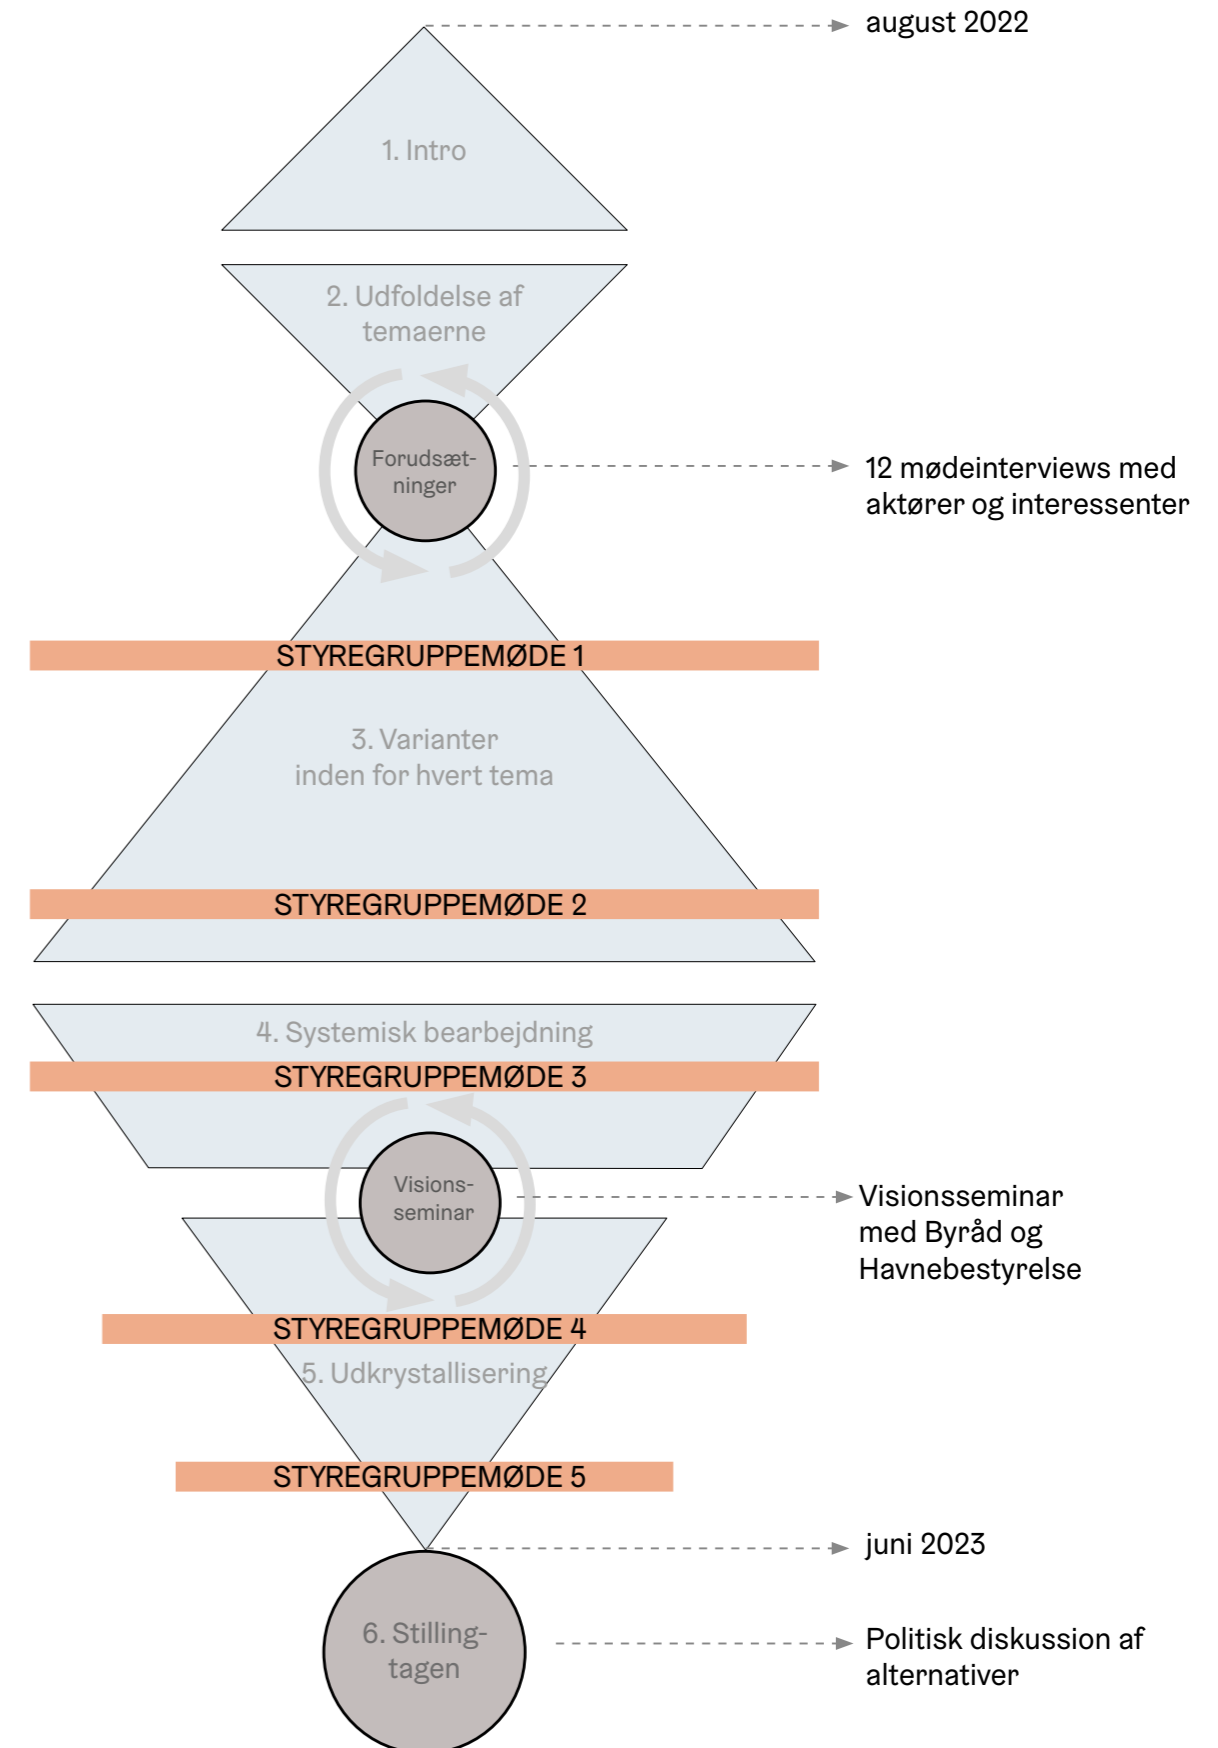 august 2022
1. Intro
2. Udfoldelse af
temaerne
Forudsæt-
ninger
12 mødeinterviews med
aktører og interessenter
STYREGRUPPEMØDE 1
3. Varianter
inden for hvert tema
STYREGRUPPEMØDE 2
4. Systemisk bearbejdning
STYREGRUPPEMØDE 3
Visions-
seminar
Visionsseminar
med Byråd og
Havnebestyrelse
STYREGRUPPEMØDE 4
5. Udkrystallisering
STYREGRUPPEMØDE 5
juni 2023
6. Stilling-
tagen
Politisk diskussion af
alternativer